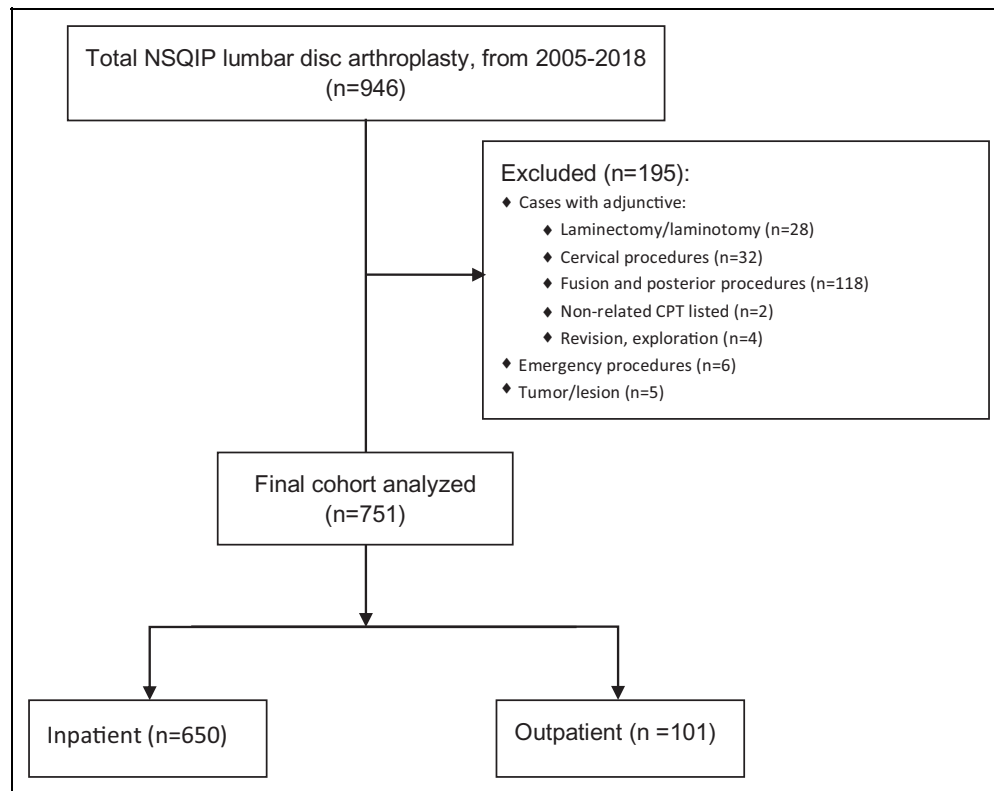 Total NSQIP lumbar disc arthroplasty, from 2005-2018
(n=946)
Excluded (n=195):
♦ Cases with adjunctive:
♦ Laminectomy/laminotomy (n=28)
♦ Cervical procedures (n=32)
♦ Fusion and posterior procedures (n=118)
♦ Non-related CPT listed (n=2)
♦ Revision, exploration (n=4)
♦ Emergency procedures (n=6)
♦ Tumor/lesion (n=5)
Final cohort analyzed
(n=751)
Inpatient (n=650)
Outpatient (n =101)